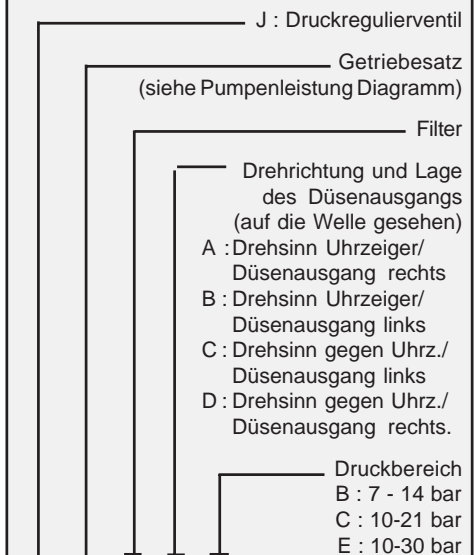 J : Druckregulierventil
Getriebesatz
(siehe Pumpenleistung Diagramm)
Filter
Drehrichtung und Lage
des Düsenausgangs
(auf die Welle gesehen)
A : Drehsinn Uhrzeiger/
Düsenausgang rechts
B : Drehsinn Uhrzeiger/
Düsenausgang links
C : Drehsinn gegen Uhrz./
Düsenausgang links
D : Drehsinn gegen Uhrz./
Düsenausgang rechts.
Druckbereich
B : 7 - 14 bar
C : 10-21 bar
E : 10-30 bar